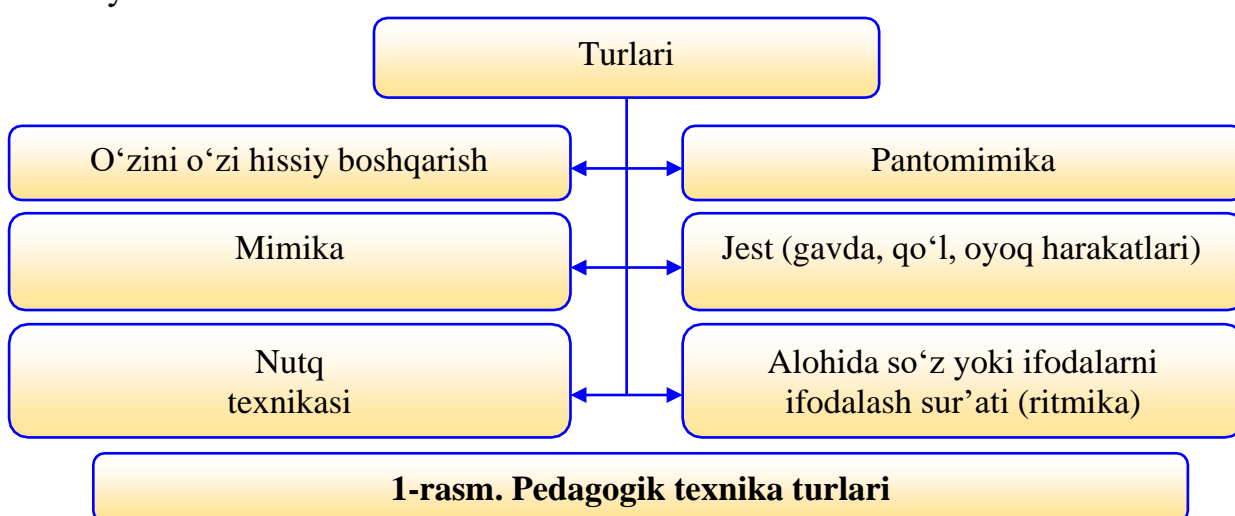 Turlari
O‘zini o‘zi hissiy boshqarish
Pantomimika
Mimika
Jest (gavda, qo‘l, oyoq harakatlari)
Nutq
texnikasi
Alohida so‘z yoki ifodalarni
ifodalash sur’ati (ritmika)
1-rasm. Pedagogik texnika turlari